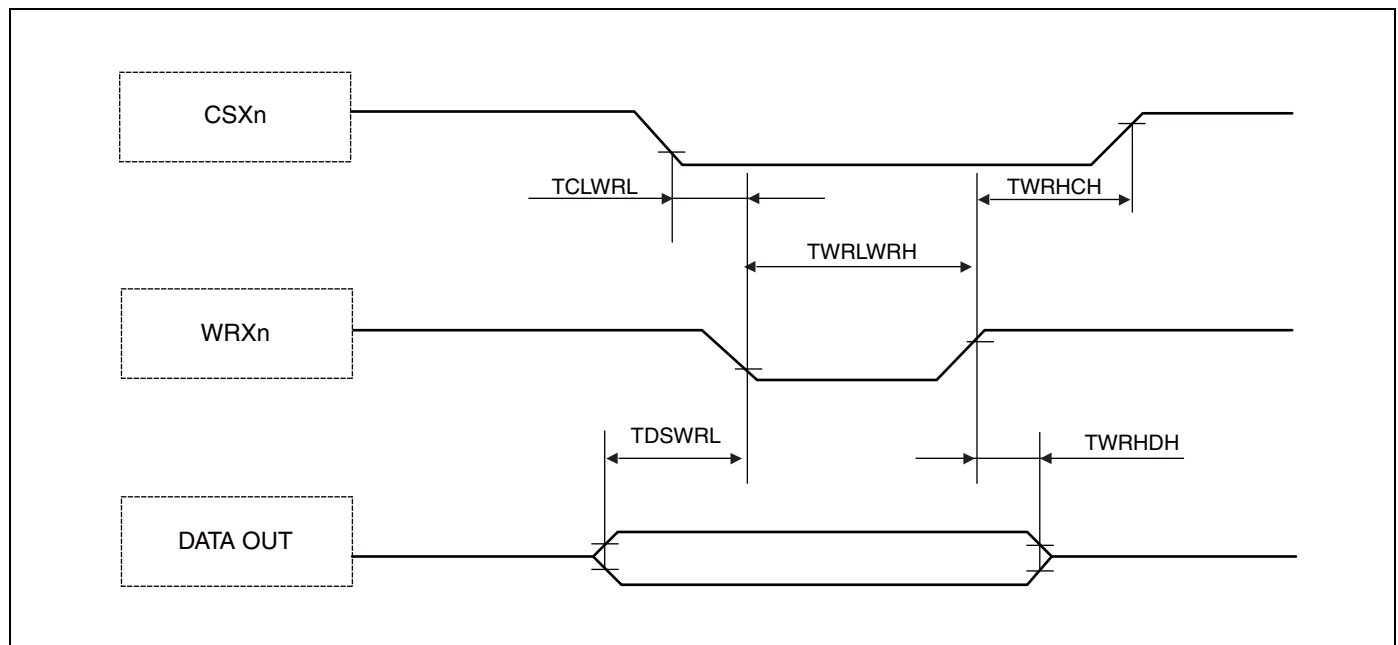 CSXn
TCLWRL
TWRHCH
TWRLWRH
WRXn
TDSWRL
TWRHDH
DATA OUT